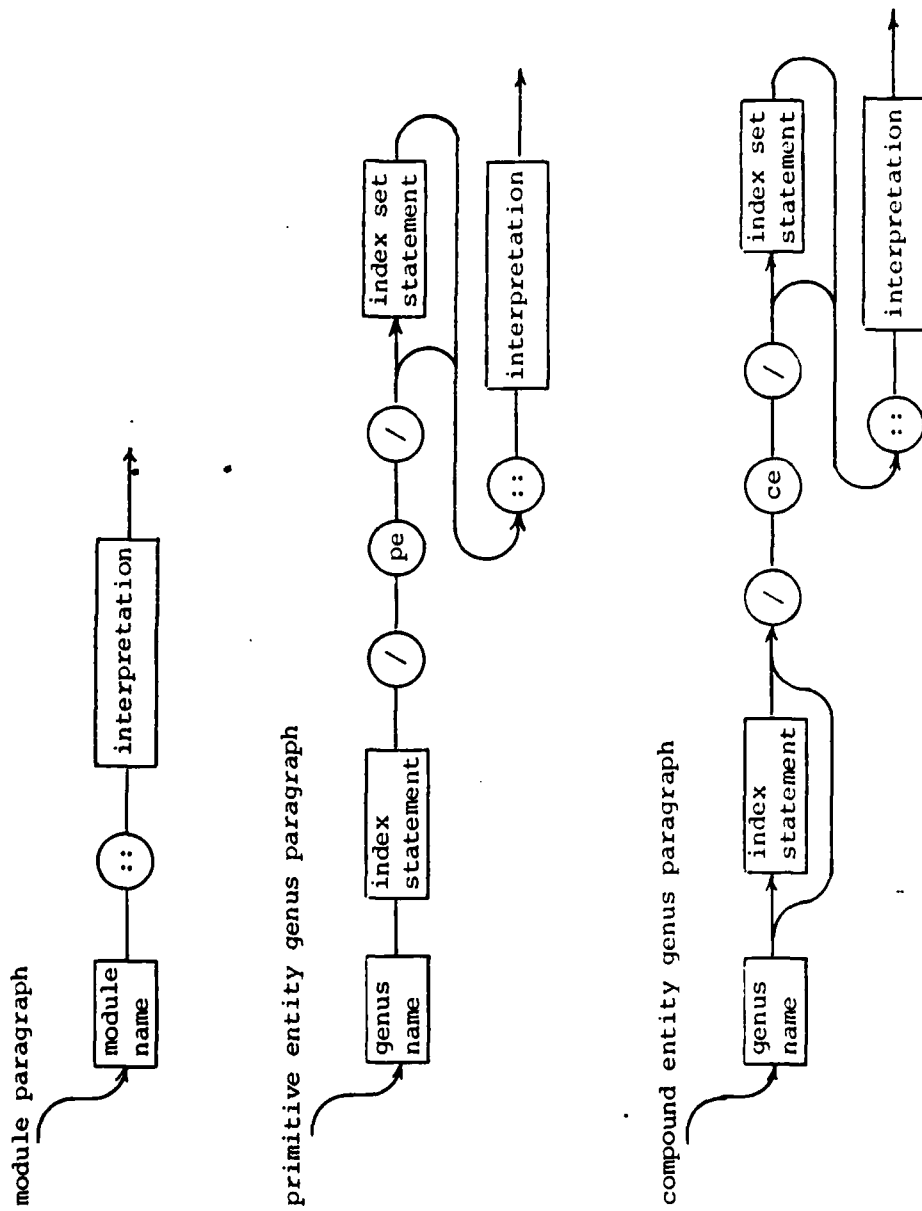 module paragraph
module
name
::
interpretation
primitive entity genus paragraph
genus
name
index
statement
/
pe
/
index set
statement
::
interpretation
compound entity genus paragraph
genus
name
index
statement
/
ce
/
index set
statement
::
interpretation